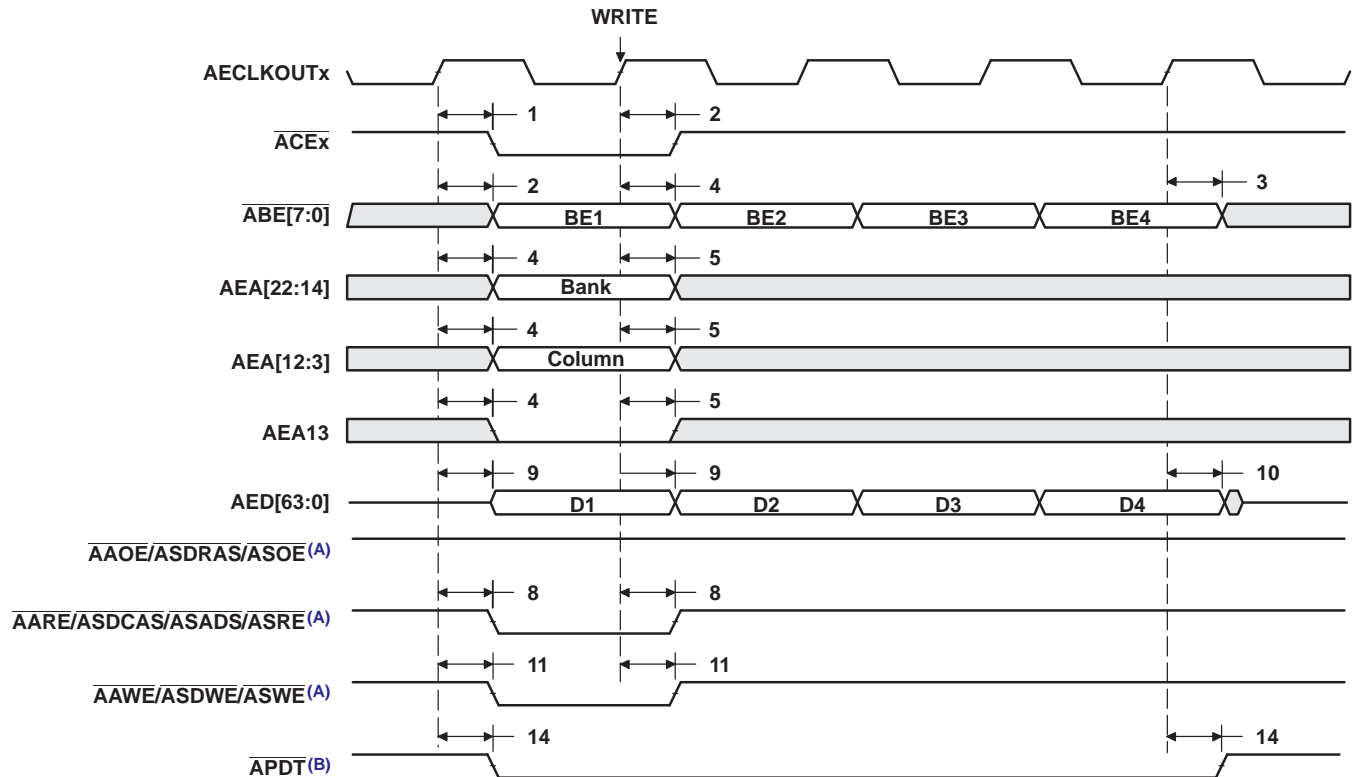 WRITE
AECLKOUTx
1 2
ACEx
2 4 3
ABE[7:0] BE1 BE2 BE3 BE4
4 5
AEA[22:14] Bank
4 5
AEA[12:3] Column
4 5
AEA13
9 9 10
AED[63:0] D1 D2 D3 D4
AAOE/ASDRAS/ASOE(A)
8 8
AARE/ASDCAS/ASADS/ASRE(A)
11 11
AAWE/ASDWE/ASWE(A)
14 14
APDT(B)